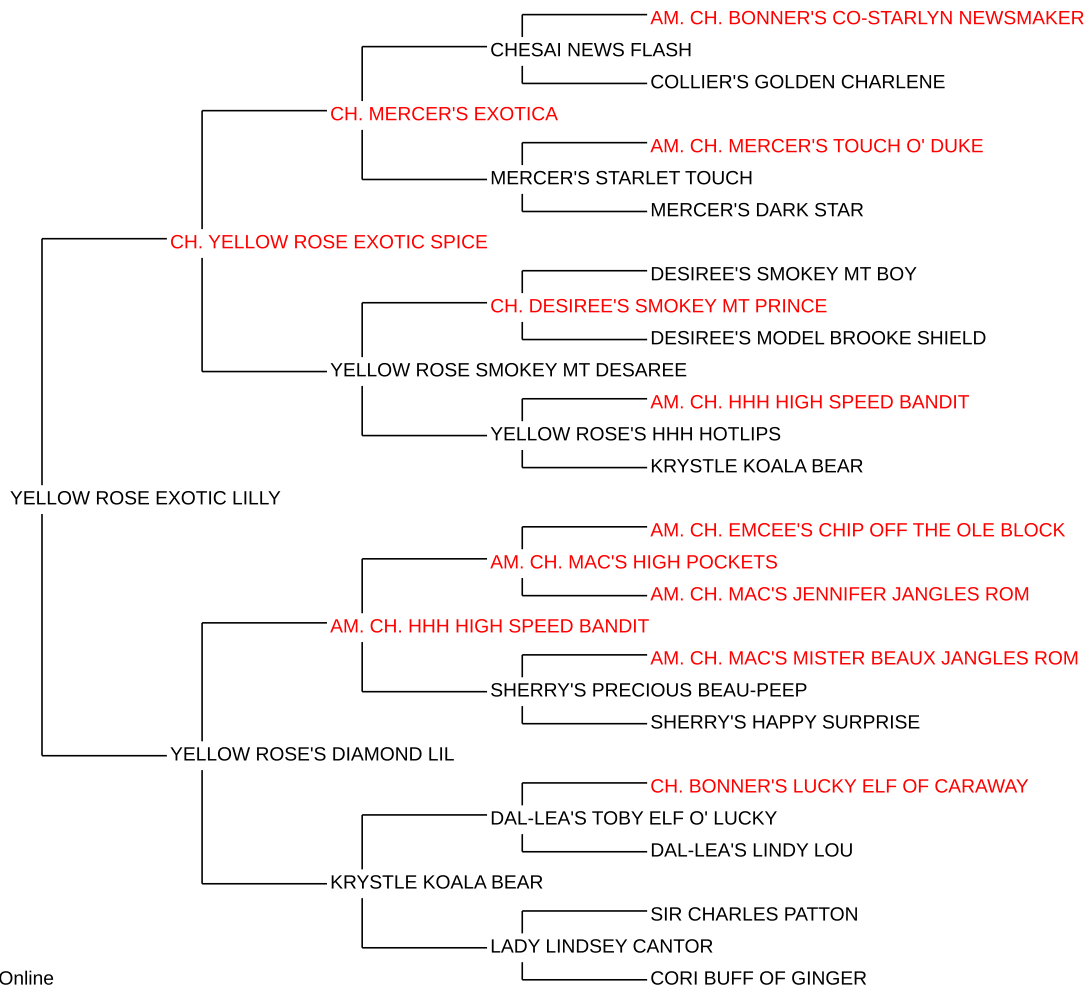 AM. CH. BONNER'S CO-STARLYN NEWSMAKER
CHESAI NEWS FLASH
COLLIER'S GOLDEN CHARLENE
CH. MERCER'S EXOTICA
AM. CH. MERCER'S TOUCH O' DUKE
MERCER'S STARLET TOUCH
MERCER'S DARK STAR
CH. YELLOW ROSE EXOTIC SPICE
DESIREE'S SMOKEY MT BOY
CH. DESIREE'S SMOKEY MT PRINCE
DESIREE'S MODEL BROOKE SHIELD
YELLOW ROSE SMOKEY MT DESAREE
AM. CH. HHH HIGH SPEED BANDIT
YELLOW ROSE'S HHH HOTLIPS
KRYSTLE KOALA BEAR
YELLOW ROSE EXOTIC LILLY
AM. CH. EMCEE'S CHIP OFF THE OLE BLOCK
AM. CH. MAC'S HIGH POCKETS
AM. CH. MAC'S JENNIFER JANGLES ROM
AM. CH. HHH HIGH SPEED BANDIT
AM. CH. MAC'S MISTER BEAUX JANGLES ROM
SHERRY'S PRECIOUS BEAU-PEEP
SHERRY'S HAPPY SURPRISE
YELLOW ROSE'S DIAMOND LIL
CH. BONNER'S LUCKY ELF OF CARAWAY
DAL-LEA'S TOBY ELF O' LUCKY
DAL-LEA'S LINDY LOU
KRYSTLE KOALA BEAR
SIR CHARLES PATTON
LADY LINDSEY CANTOR
CORI BUFF OF GINGER
Online